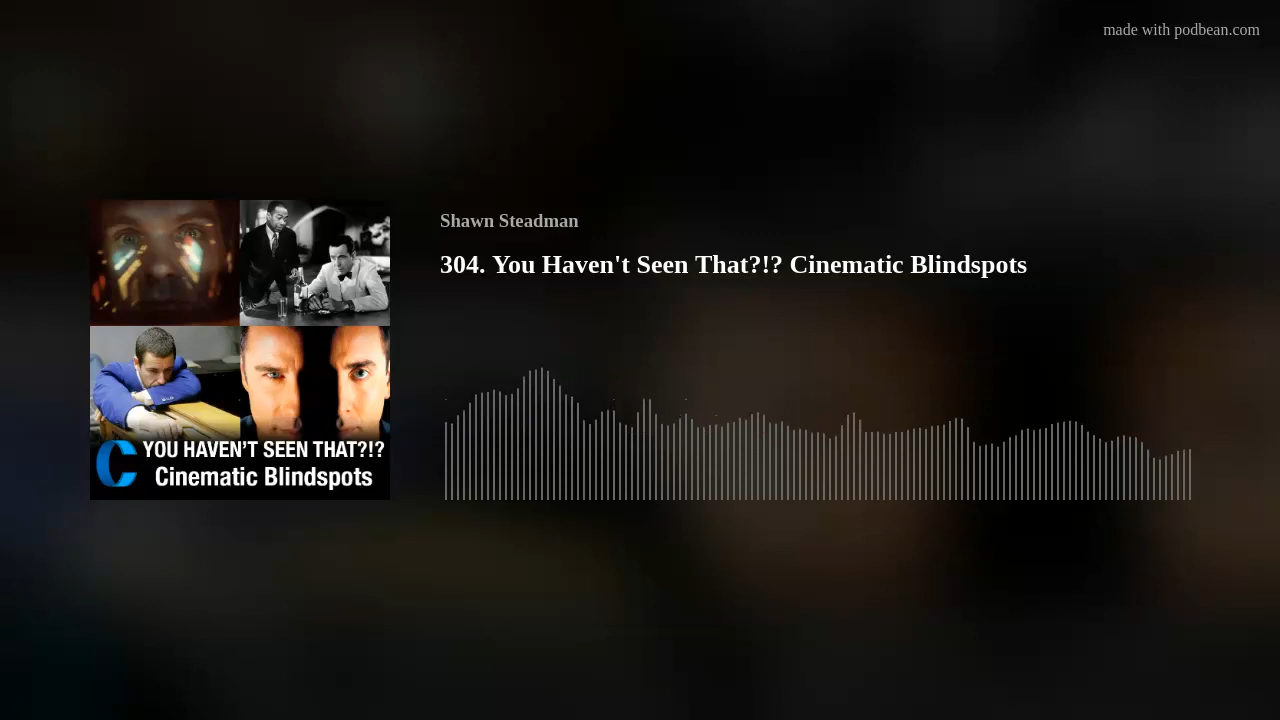 made with podbean.com
Shawn Steadman
304. You Haven't Seen That?!? Cinematic Blindspots
C YOU HAVEN'T SEEN THAT?!?
Cinematic Blindspots